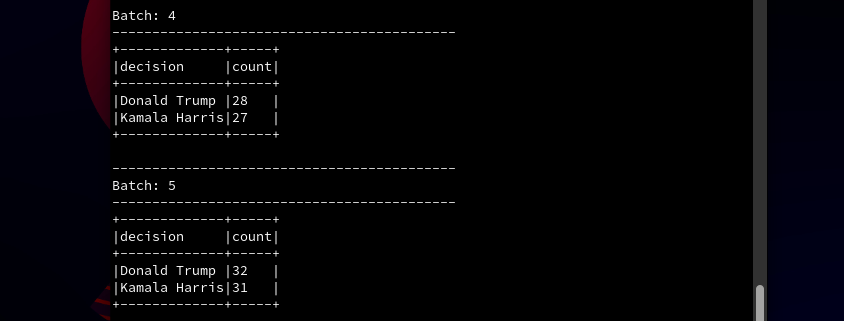 Batch: 4
-------------------------------------------
+-------------+-----+
|decision     |count|
+-------------+-----+
|Donald Trump |28   |
|Kamala Harris|27   |
+-------------+-----+
-------------------------------------------
Batch: 5
-------------------------------------------
+-------------+-----+
|decision     |count|
+-------------+-----+
|Donald Trump |32   |
|Kamala Harris|31   |
+-------------+-----+